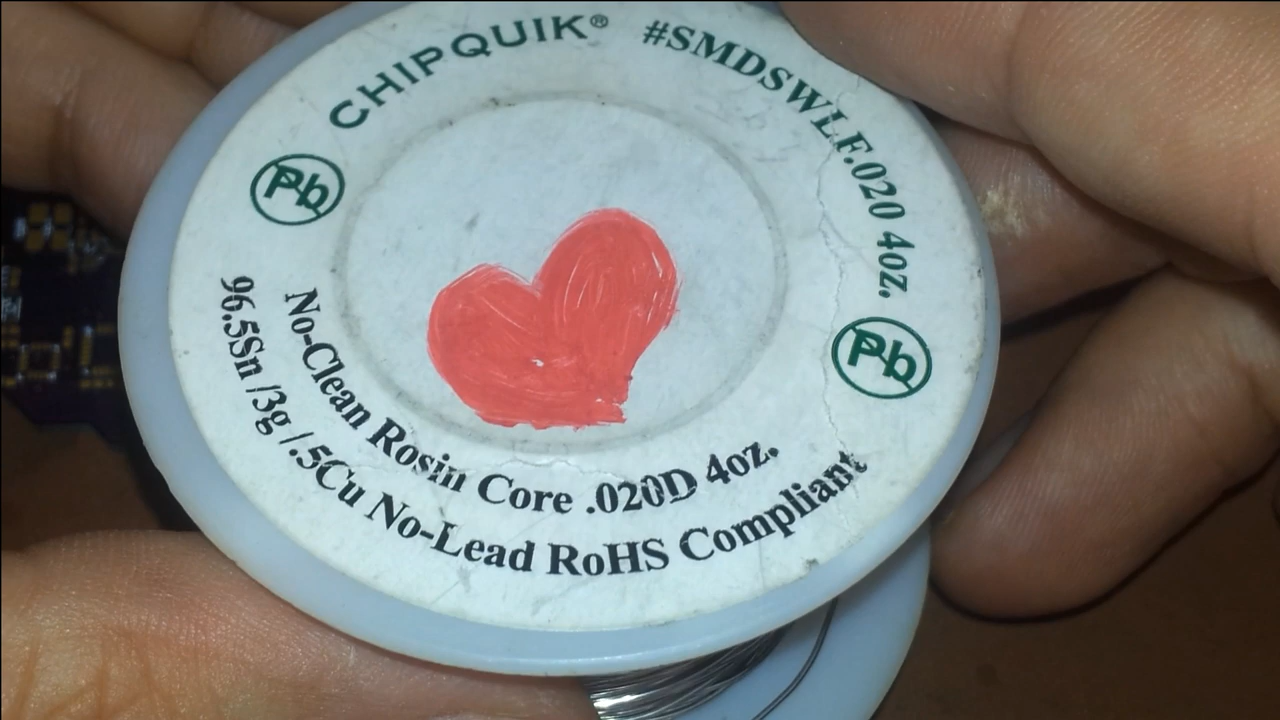 CHIPQUIK® #SMDSWLF.020 4oz.
Pb
Pb
No-Clean Rosin Core .020D 4oz.
96.5Sn /3g /.5Cu No-Lead RoHS Compliant